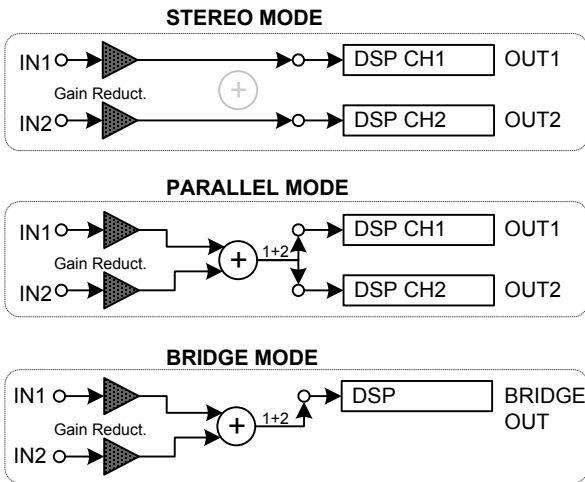 STEREO MODE
IN1 DSP CH1 OUT1
Gain Reduct.
IN2 DSP CH2 OUT2
PARALLEL MODE
IN1 DSP CH1 OUT1
Gain Reduct. 1+2
IN2 DSP CH2 OUT2
BRIDGE MODE
IN1 DSP BRIDGE
OUT
Gain Reduct. 1+2
IN2